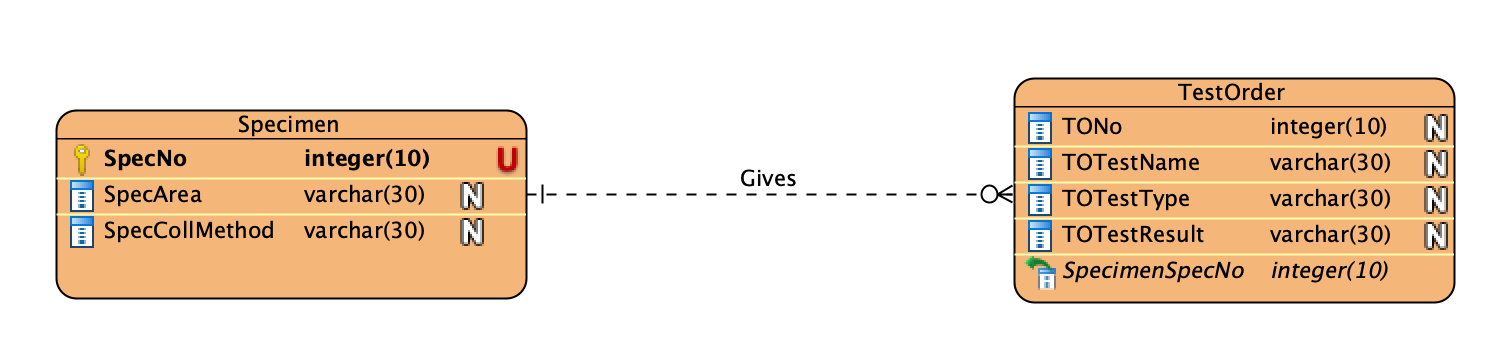 Specimen
SpecNo integer(10) U
SpecArea varchar(30) N
SpecCollMethod varchar(30) N
Gives
TestOrder
TONo integer(10) N
TOTestName varchar(30) N
TOTestType varchar(30) N
TOTestResult varchar(30) N
SpecimenSpecNo integer(10)